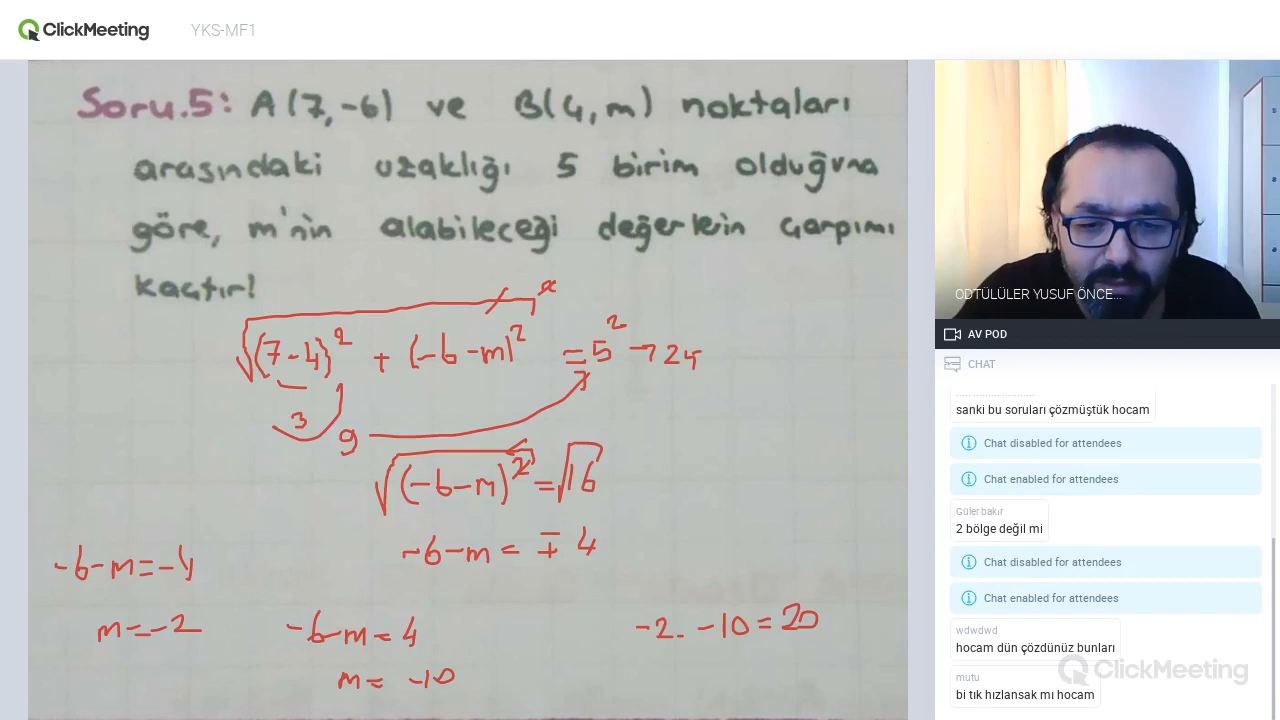 ClickMeeting
YKS-MF1
Soru.5: A(7,-6) ve B(4,m) noktaları
arasındaki uzaklığı 5 birim olduğuna
göre, m'nin alabileceği değerlerin çarpımı
kaçtır!
√(7-4)² + (-6-m)² = 5² → 25
3
9
√(-6-m)² = √16
-6-m = ∓ 4
-6-m=-4
m=-2
-6-m=4
m= -10
-2. -10=20
ODTÜLÜLER YUSUF ÖNCE...
AV POD
CHAT
sanki bu soruları çözmüştük hocam
Chat disabled for attendees
Chat enabled for attendees
Güler bakır
2 bölge değil mi
Chat disabled for attendees
Chat enabled for attendees
wdwdwd
hocam dün çözdünüz bunları
mutu
bi tık hızlansak mı hocam
ClickMeeting